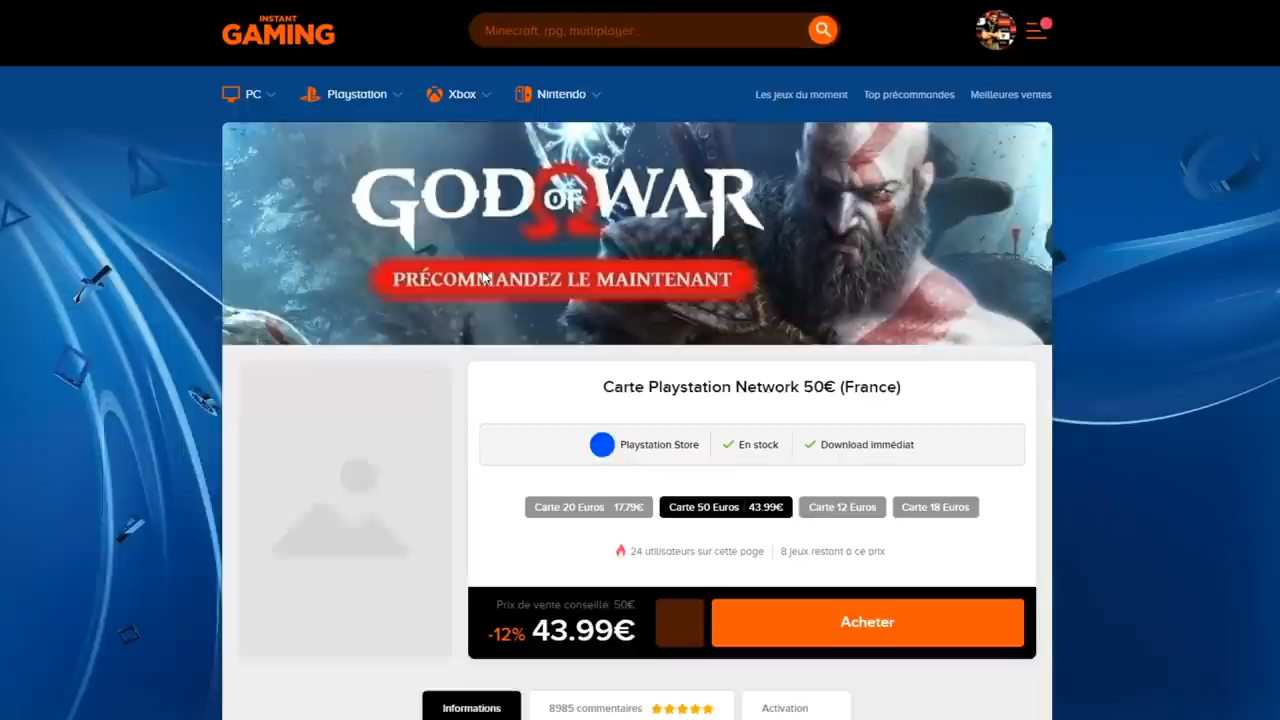 INSTANT
GAMING
Minecraft, rpg, multiplayer...
PC
Playstation
Xbox
Nintendo
Les jeux du moment
Top précommandes
Meilleures ventes
GOD OF WAR
PRÉCOMMANDEZ LE MAINTENANT
Carte Playstation Network 50€ (France)
Playstation Store
En stock
Download immédiat
Carte 20 Euros 17.79€
Carte 50 Euros 43.99€
Carte 12 Euros
Carte 18 Euros
24 utilisateurs sur cette page
8 jeux restant à ce prix
Prix de vente conseillé: 50€
-12% 43.99€
Acheter
Informations
8985 commentaires
Activation